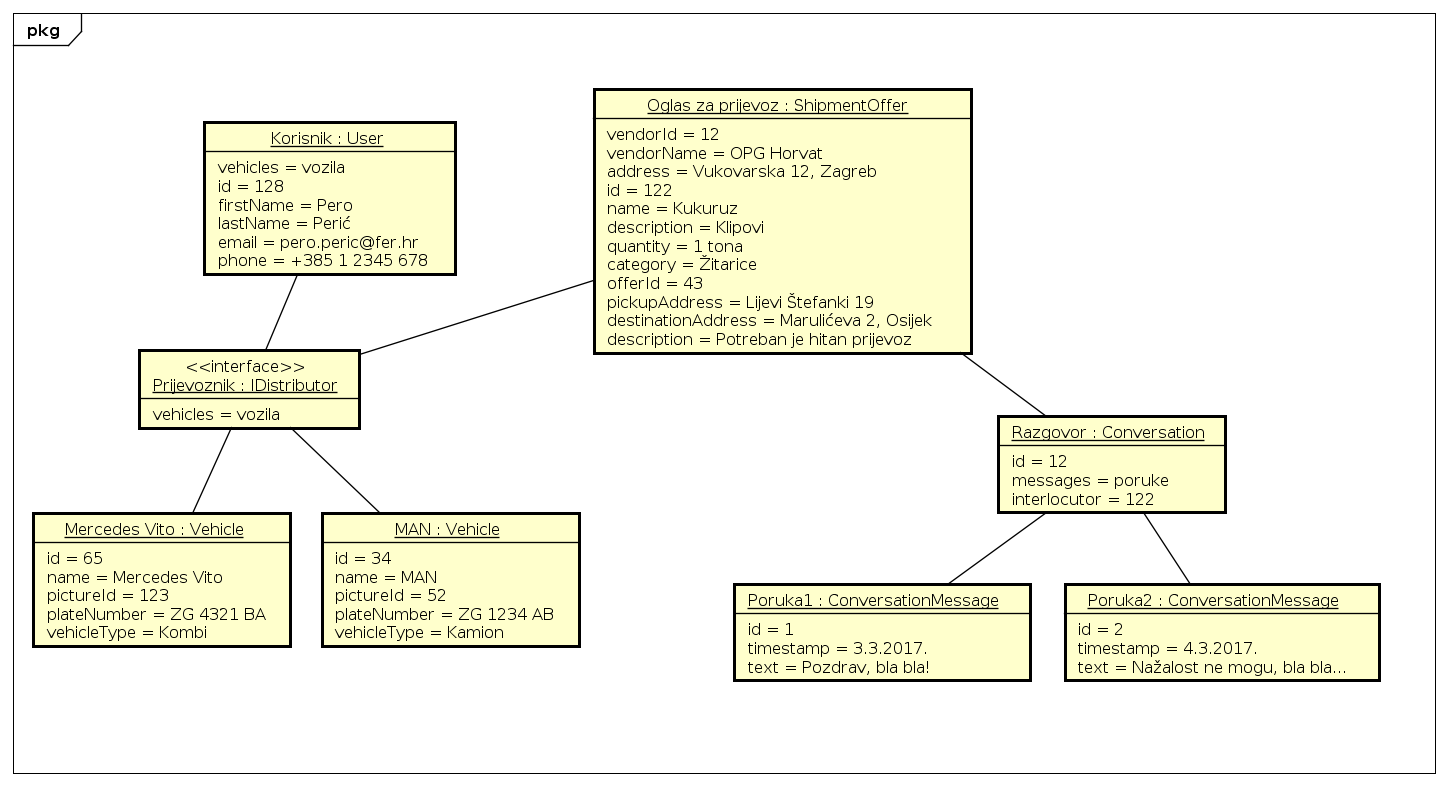 pkg
Korisnik : User
vehicles = vozila
id = 128
firstName = Pero
lastName = Perić
email = pero.peric@fer.hr
phone = +385 1 2345 678
Oglas za prijevoz : ShipmentOffer
vendorId = 12
vendorName = OPG Horvat
address = Vukovarska 12, Zagreb
id = 122
name = Kukuruz
description = Klipovi
quantity = 1 tona
category = Žitarice
offerId = 43
pickupAddress = Lijevi Štefanki 19
destinationAddress = Marulićeva 2, Osijek
description = Potreban je hitan prijevoz
<<interface>>
Prijevoznik : IDistributor
vehicles = vozila
Razgovor : Conversation
id = 12
messages = poruke
interlocutor = 122
Mercedes Vito : Vehicle
id = 65
name = Mercedes Vito
pictureId = 123
plateNumber = ZG 4321 BA
vehicleType = Kombi
MAN : Vehicle
id = 34
name = MAN
pictureId = 52
plateNumber = ZG 1234 AB
vehicleType = Kamion
Poruka1 : ConversationMessage
id = 1
timestamp = 3.3.2017.
text = Pozdrav, bla bla!
Poruka2 : ConversationMessage
id = 2
timestamp = 4.3.2017.
text = Nažalost ne mogu, bla bla...